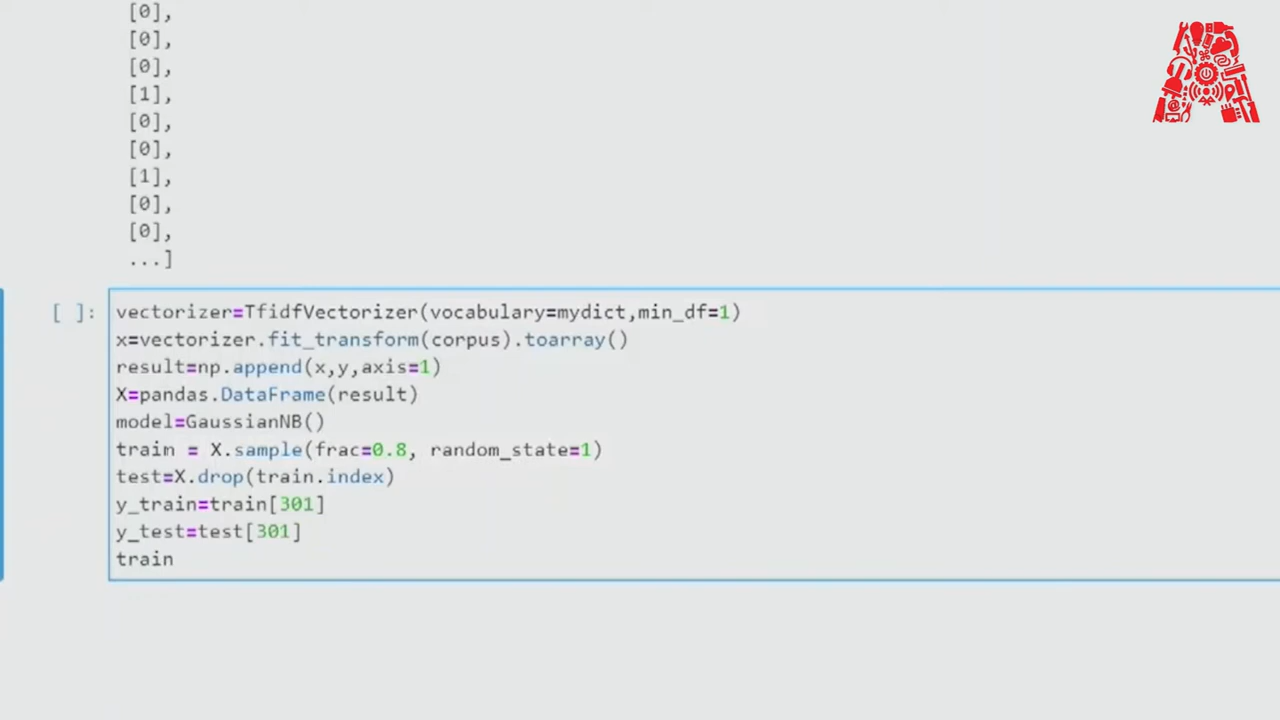 [0],
[0],
[0],
[1],
[0],
[0],
[1],
[0],
[0],
...]
[ ]:
vectorizer=TfidfVectorizer(vocabulary=mydict,min_df=1)
x=vectorizer.fit_transform(corpus).toarray()
result=np.append(x,y,axis=1)
X=pandas.DataFrame(result)
model=GaussianNB()
train = X.sample(frac=0.8, random_state=1)
test=X.drop(train.index)
y_train=train[301]
y_test=test[301]
train